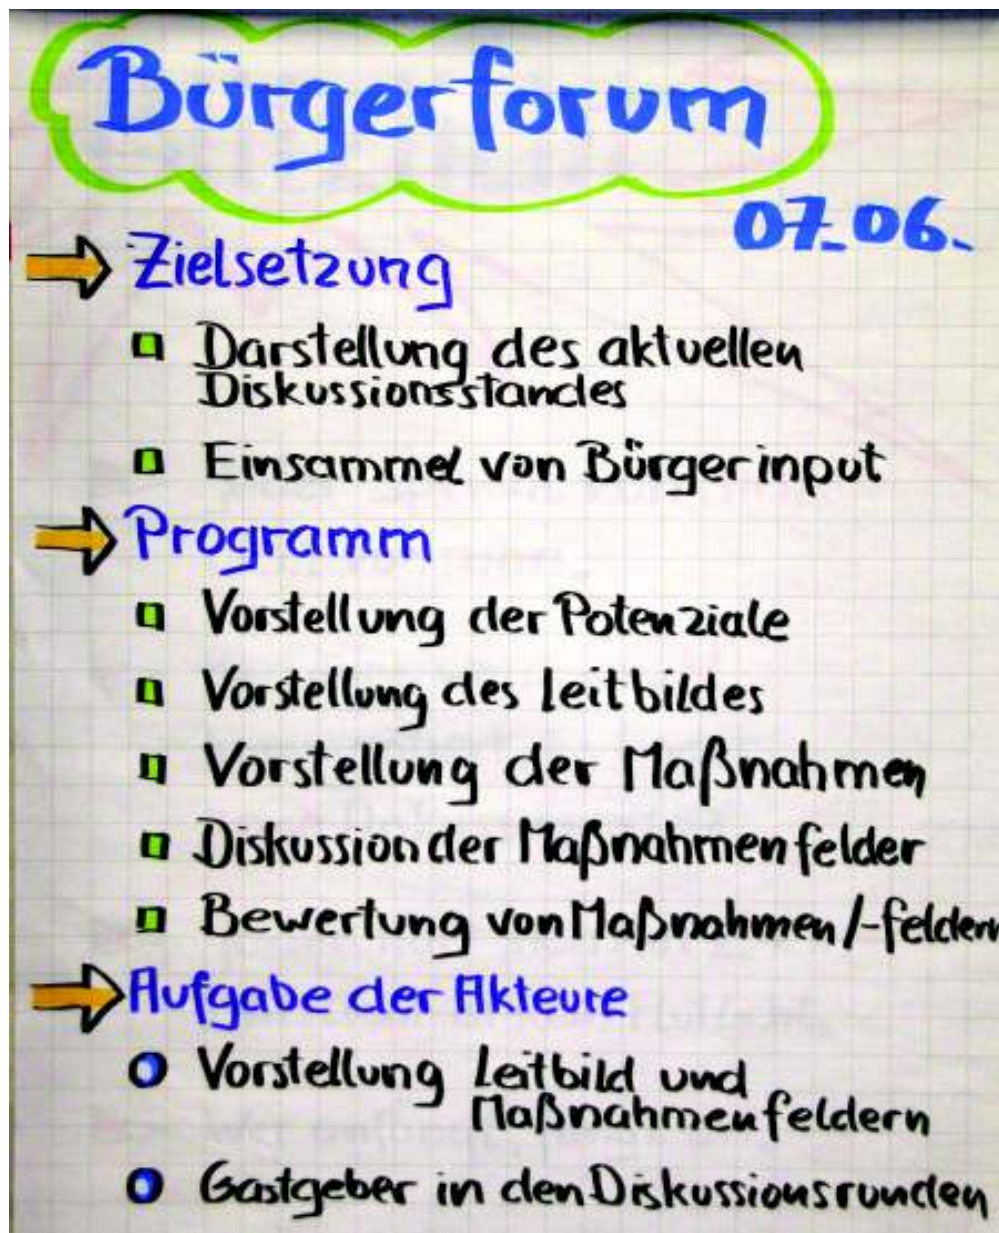 Bürgerforum
07.06.
Zielsetzung
Darstellung des aktuellen
Diskussionsstandes
Einsammel von Bürgerinput
Programm
Vorstellung der Potenziale
Vorstellung des Leitbildes
Vorstellung der Maßnahmen
Diskussion der Maßnahmenfelder
Bewertung von Maßnahmen/-feldern
Aufgabe der Akteure
Vorstellung Leitbild und
Maßnahmenfeldern
Gastgeber in den Diskussionsrunden